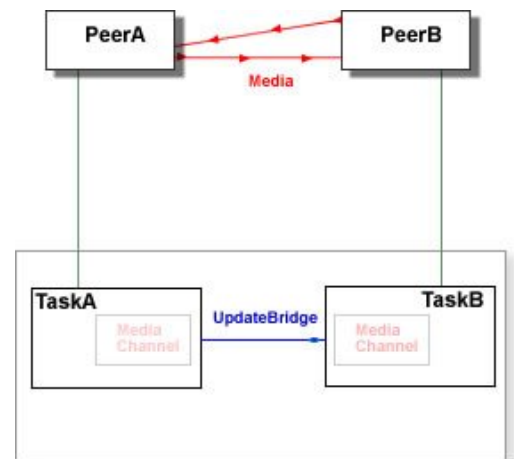 PeerA
PeerB
Media
TaskA
TaskB
UpdateBridge
Media
Channel
Media
Channel